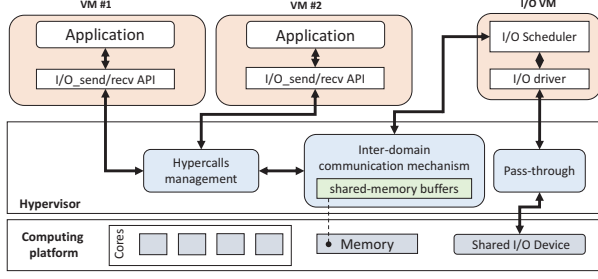 VM #1
VM #2
I/O VM
Application
Application
I/O Scheduler
I/O_send/recv API
I/O_send/recv API
I/O driver
Hypercalls
management
Inter-domain
communication mechanism
shared-memory buffers
Pass-through
Hypervisor
Computing
platform
Cores
Memory
Shared I/O Device